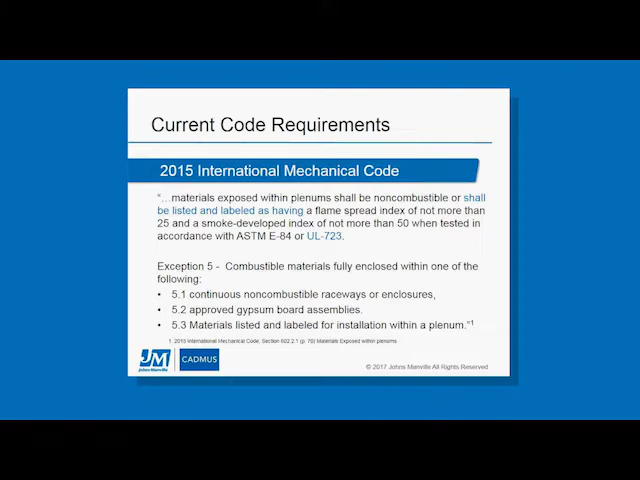 Current Code Requirements
2015 International Mechanical Code
“…materials exposed within plenums shall be noncombustible or shall
be listed and labeled as having a flame spread index of not more than
25 and a smoke-developed index of not more than 50 when tested in
accordance with ASTM E-84 or UL-723.
Exception 5 - Combustible materials fully enclosed within one of the
following:
• 5.1 continuous noncombustible raceways or enclosures,
• 5.2 approved gypsum board assemblies.
• 5.3 Materials listed and labeled for installation within a plenum.”1
1. 2015 International Mechanical Code, Section 602.2.1 (p. 70) Materials Exposed within plenums
JM
Johns Manville
CADMUS
© 2017 Johns Manville All Rights Reserved